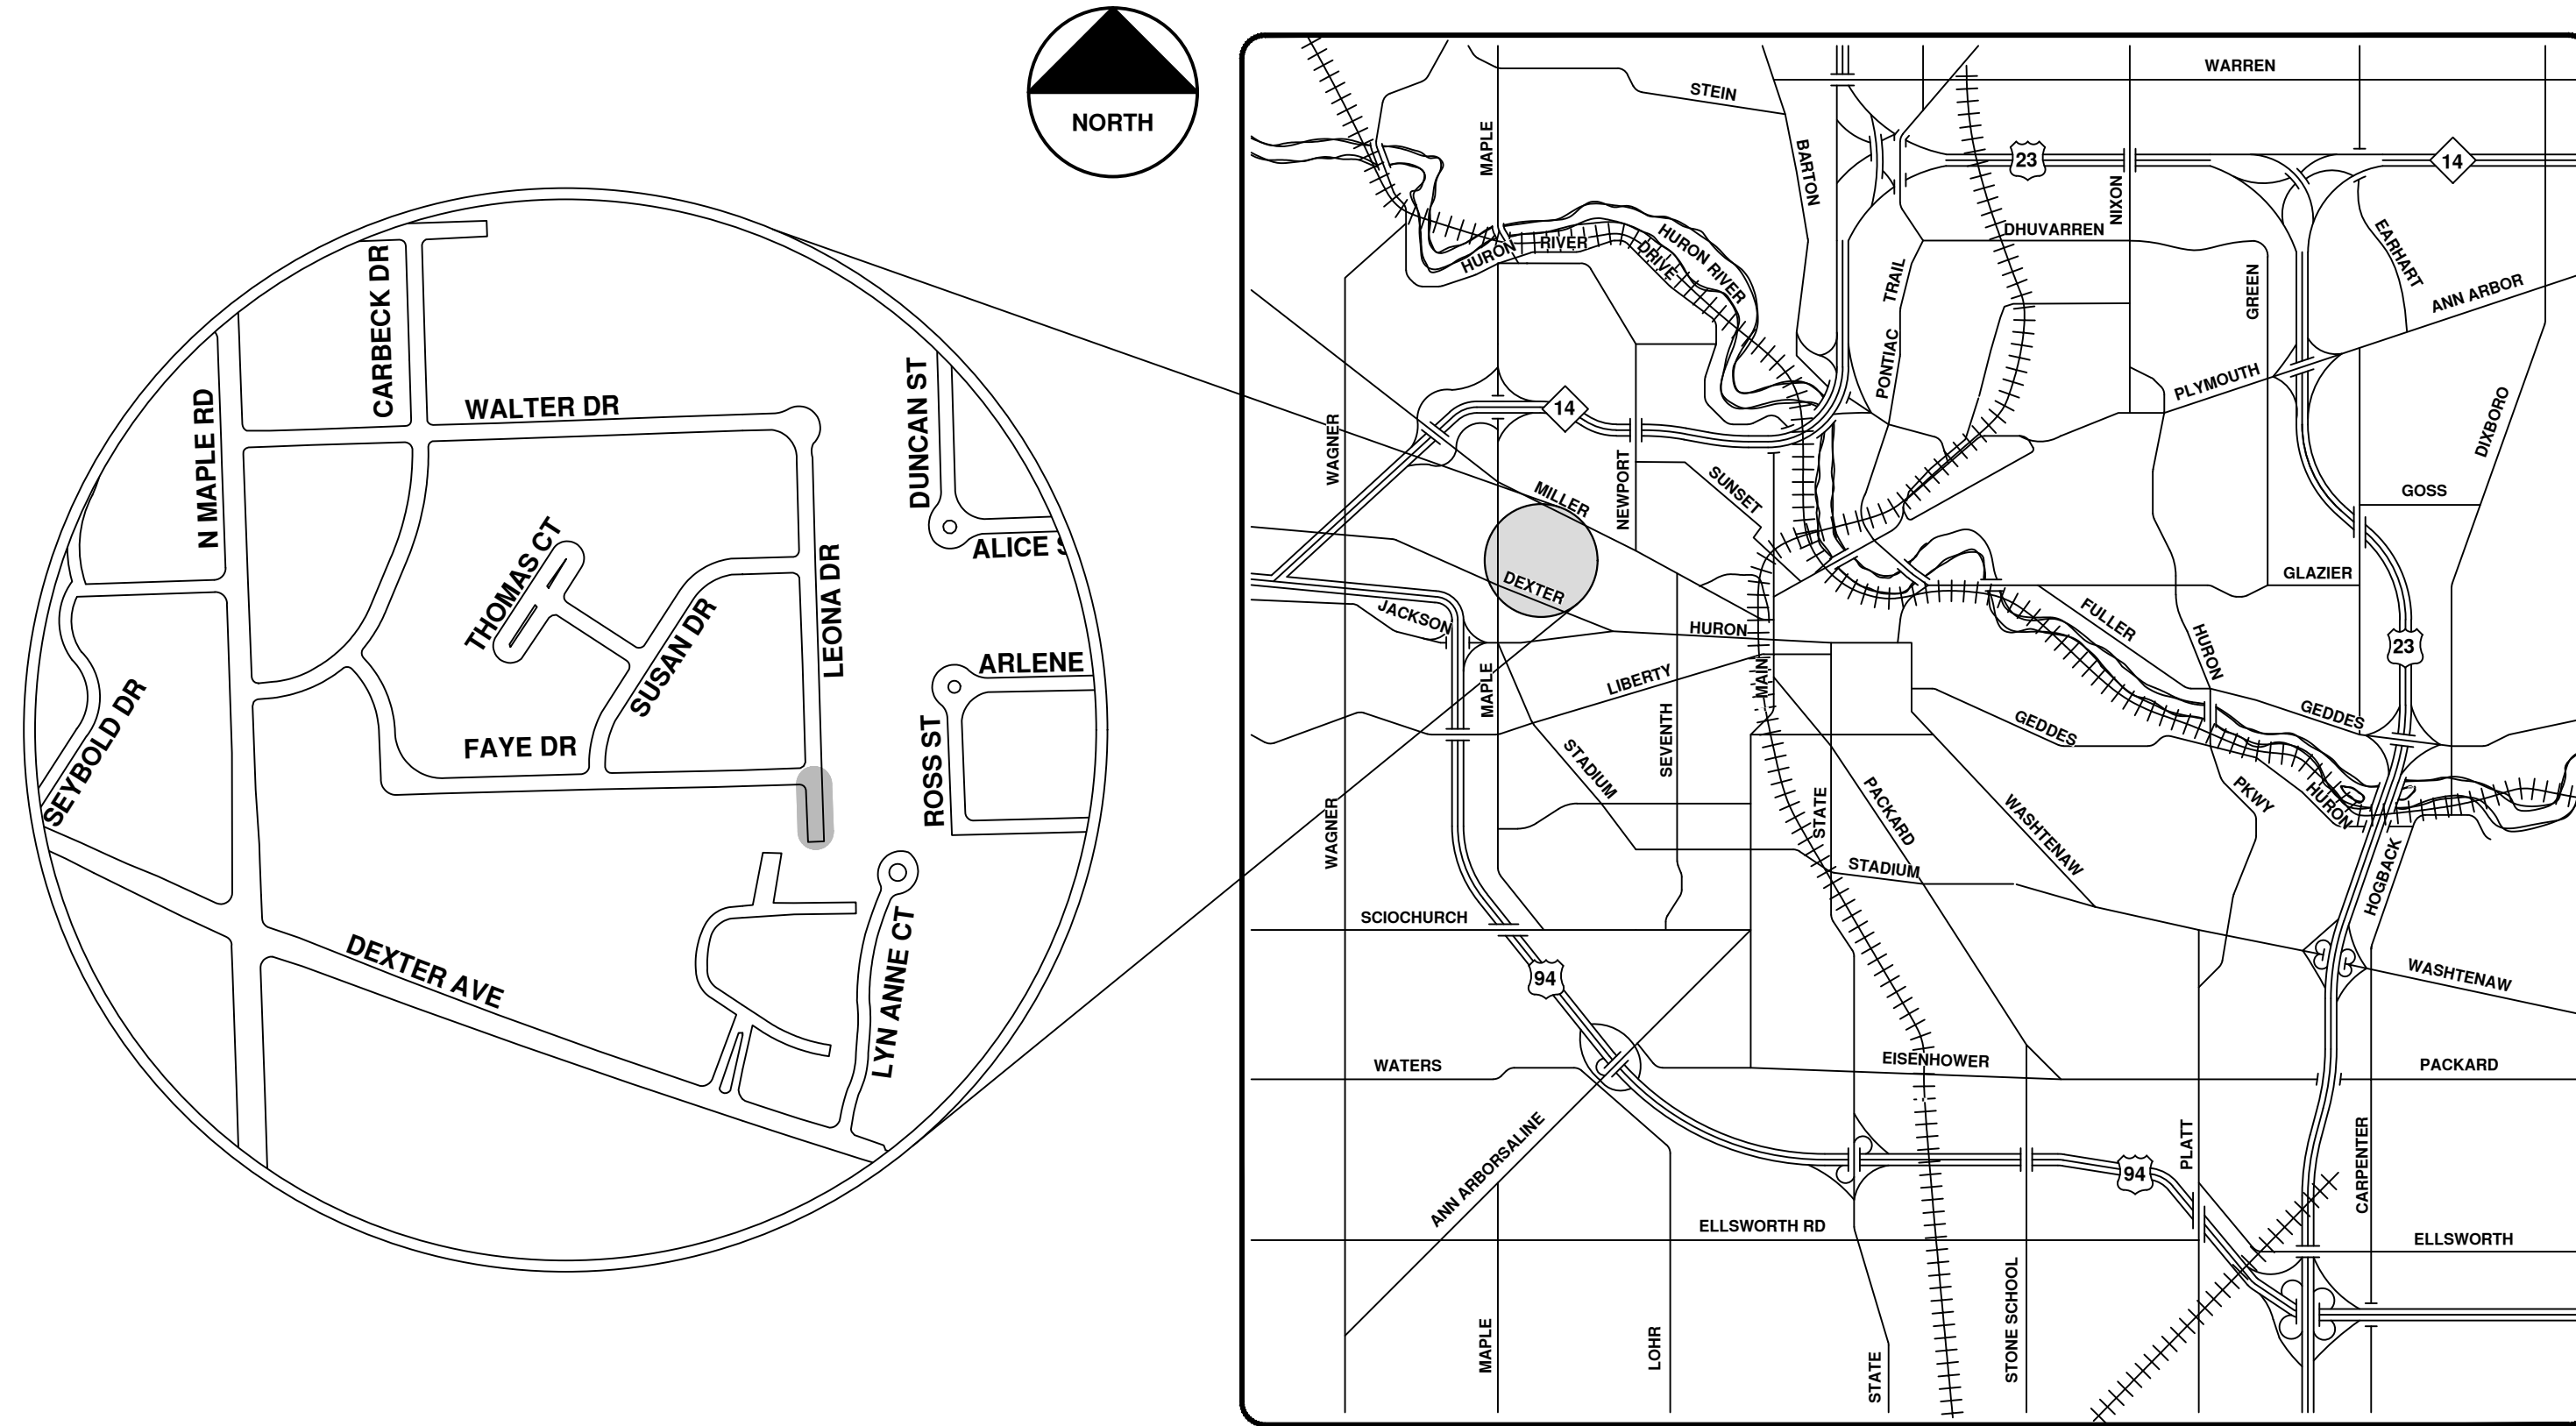 NORTH
CARBECK DR
N MAPLE RD
WALTER DR
DUNCAN ST
ALICE S
THOMAS CT
LEONA DR
SUSAN DR
ARLENE
SEYBOLD DR
FAYE DR
ROSS ST
DEXTER AVE
LYN ANNE CT
WARREN
STEIN
MAPLE
BARTON
23
14
NIXON
DHUVARREN
EARHART
HURON
RIVER
DRIVE
HURON RIVER
TRAIL
GREEN
ANN ARBOR
PONTIAC
PLYMOUTH
14
WAGNER
DIXBORO
MILLER
NEWPORT
SUNSET
GOSS
DEXTER
GLAZIER
JACKSON
HURON
FULLER
HURON
23
LIBERTY
MAIN
MAPLE
SEVENTH
GEDDES
GEDDES
STADIUM
WAGNER
STATE
PACKARD
WASHTENAW
PKWY
HURON
STADIUM
HOGBACK
SCIOCHURCH
94
WASHTENAW
WATERS
EISENHOWER
PACKARD
ANN ARBORSALINE
PLATT
CARPENTER
94
ELLSWORTH RD
ELLSWORTH
MAPLE
LOHR
STATE
STONE SCHOOL